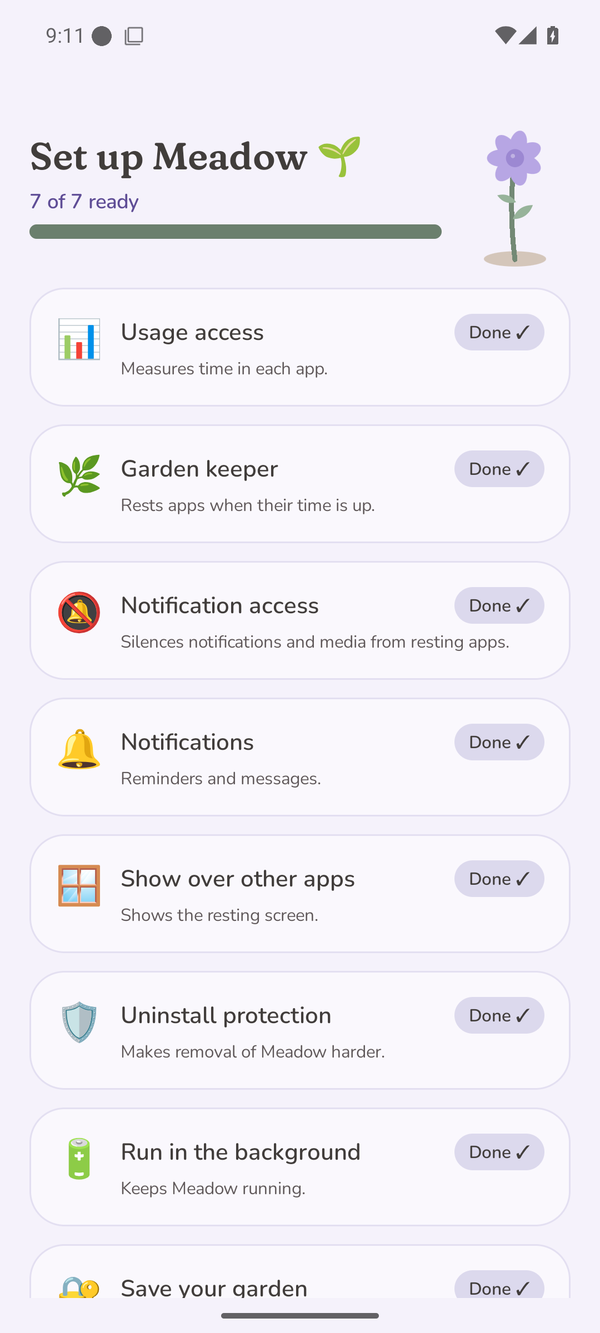 9:11
Set up Meadow 🌱
7 of 7 ready
Usage access
Done ✓
Measures time in each app.
Garden keeper
Done ✓
Rests apps when their time is up.
Notification access
Done ✓
Silences notifications and media from resting apps.
Notifications
Done ✓
Reminders and messages.
Show over other apps
Done ✓
Shows the resting screen.
Uninstall protection
Done ✓
Makes removal of Meadow harder.
Run in the background
Done ✓
Keeps Meadow running.
Save your garden
Done ✓